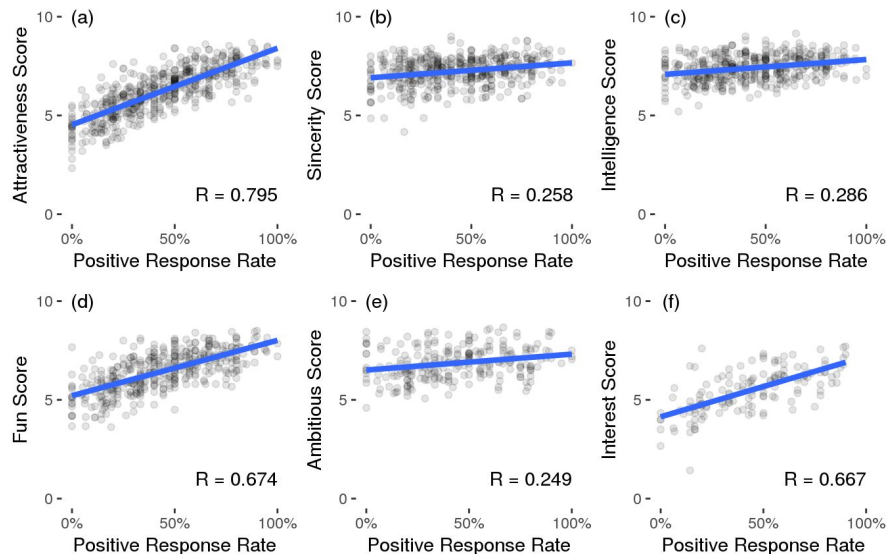 (a)
10
5
0
Attractiveness Score
R = 0.795
0% 50% 100%
Positive Response Rate
(b)
10
5
0
Sincerity Score
R = 0.258
0% 50% 100%
Positive Response Rate
(c)
10
5
0
Intelligence Score
R = 0.286
0% 50% 100%
Positive Response Rate
(d)
10
5
0
Fun Score
R = 0.674
0% 50% 100%
Positive Response Rate
(e)
10
5
0
Ambitious Score
R = 0.249
0% 50% 100%
Positive Response Rate
(f)
10
5
0
Interest Score
R = 0.667
0% 50% 100%
Positive Response Rate